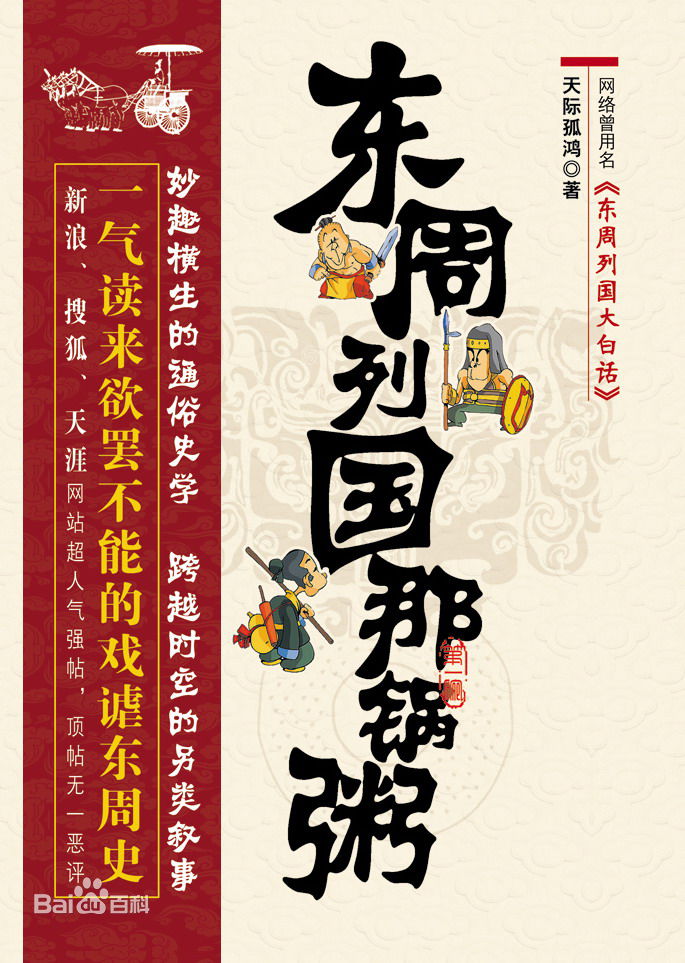 网络曾用名
《东周列国大白话》
天际孤鸿◎著
东周列国那锅粥
妙趣横生的通俗史学 跨越时空的另类叙事
一气读来欲罢不能的戏谑东周史
新浪、搜狐、天涯网站超人气强帖，顶帖无一恶评
Baidu百科